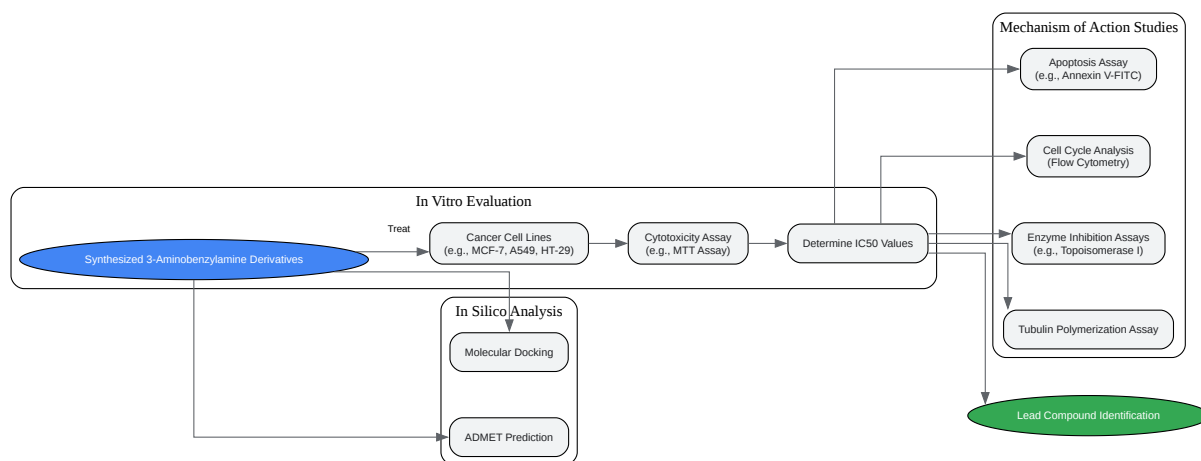 Mechanism of Action Studies
Apoptosis Assay
(e.g., Annexin V-FITC)
Cell Cycle Analysis
(Flow Cytometry)
In Vitro Evaluation
Treat
Synthesized 3-Aminobenzylamine Derivatives
Cancer Cell Lines
(e.g., MCF-7, A549, HT-29)
Cytotoxicity Assay
(e.g., MTT Assay)
Determine IC50 Values
Enzyme Inhibition Assays
(e.g., Topoisomerase I)
Tubulin Polymerization Assay
In Silico Analysis
Molecular Docking
ADMET Prediction
Lead Compound Identification